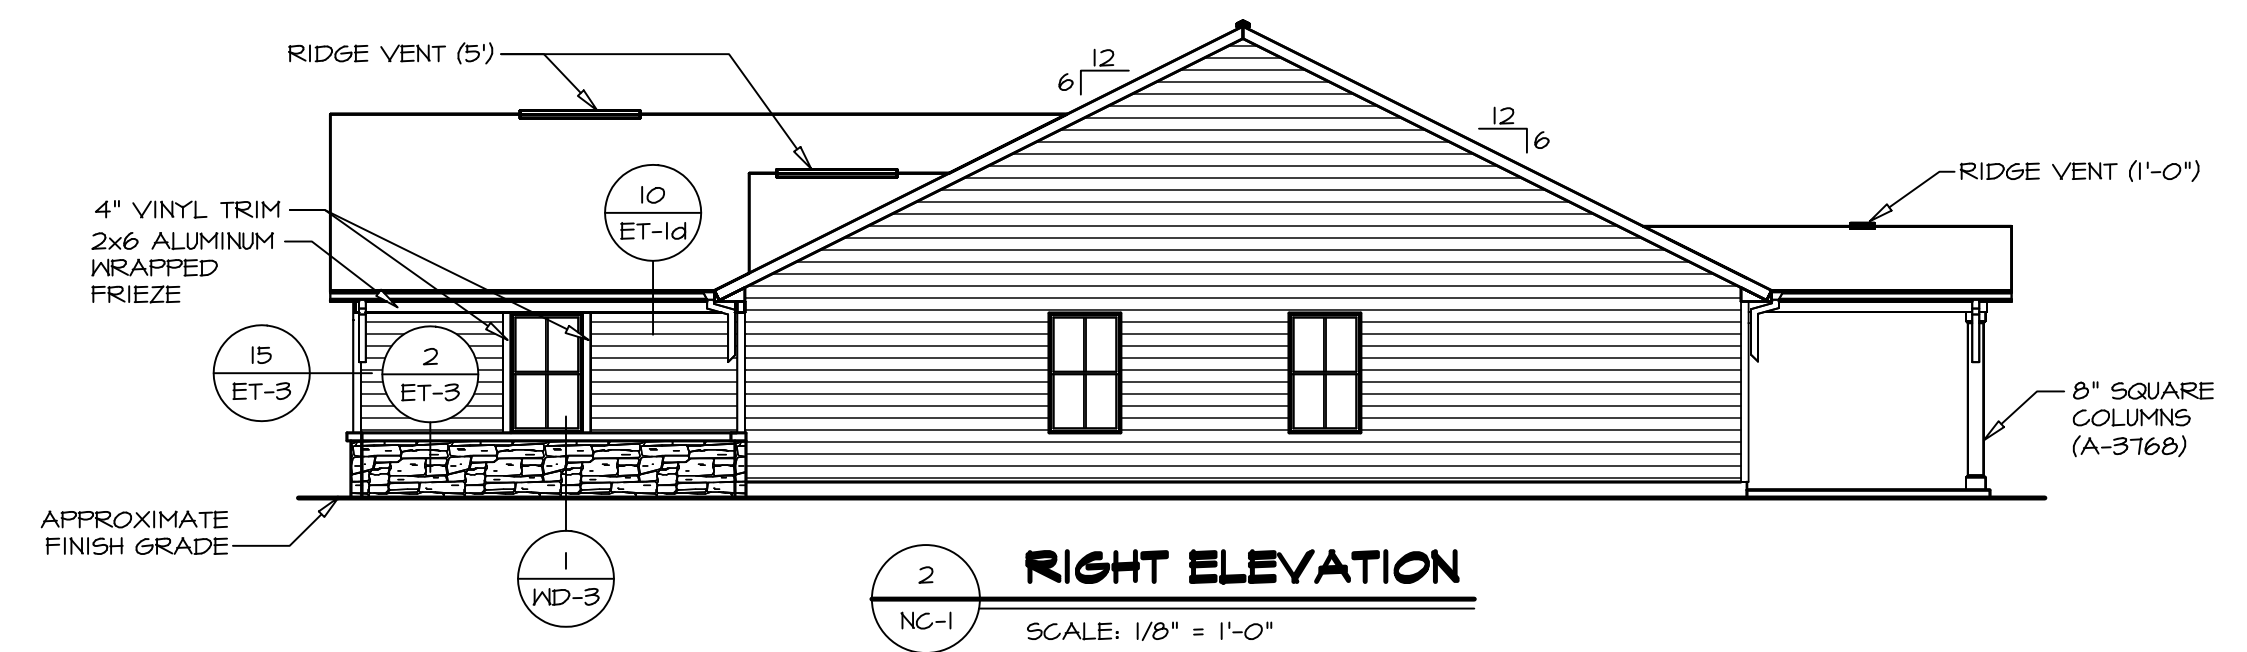 RIDGE VENT (5')
12
6
12
6
RIDGE VENT (1'-0")
4" VINYL TRIM
2x6 ALUMINUM
WRAPPED
FRIEZE
10
ET-1d
15
ET-3
2
ET-3
8" SQUARE
COLUMNS
(A-3768)
APPROXIMATE
FINISH GRADE
1
WD-3
2
NC-1
RIGHT ELEVATION
SCALE: 1/8" = 1'-0"